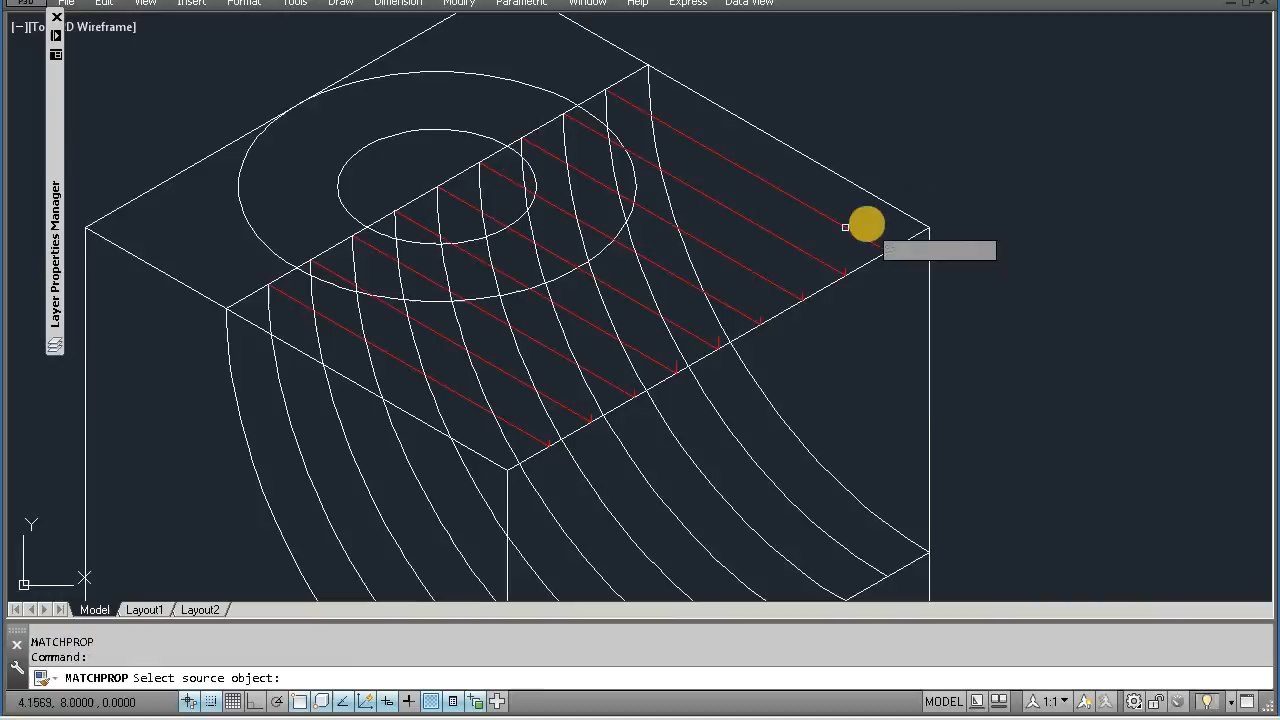 File Edit View Insert Format Tools Draw Dimension Modify Parametric Window Help Express Data View
[−][To D Wireframe]
Layer Properties Manager
Y
X
Model Layout1 Layout2
MATCHPROP
Command:
MATCHPROP Select source object:
4.1569, 8.0000 , 0.0000 MODEL 1:1